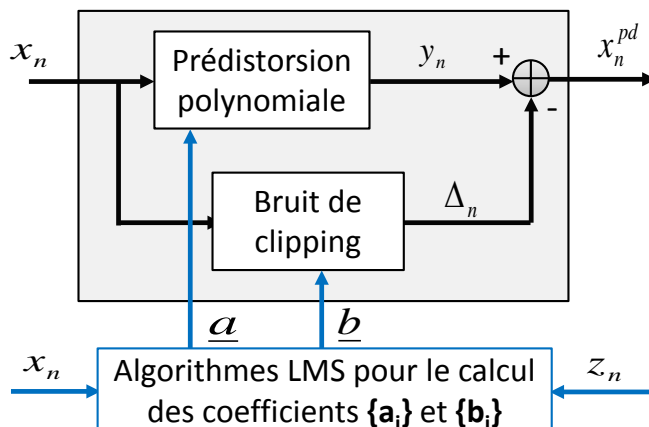 x_n
Prédistorsion
polynomiale
y_n
+
x_n^{pd}
-
Bruit de
clipping
Δ_n
a
b
x_n
Algorithmes LMS pour le calcul
des coefficients {a_i} et {b_i}
z_n